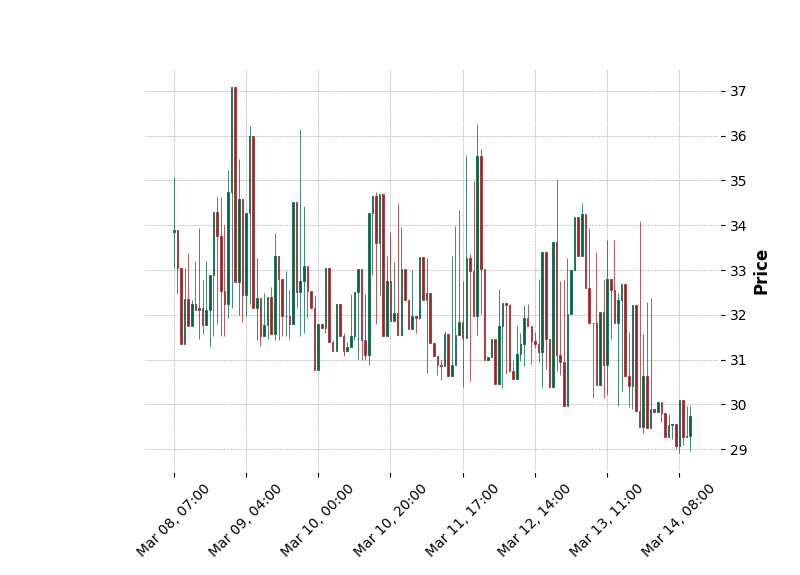 37
36
35
34
33
32
31
30
29
Price
Mar 08, 07:00
Mar 09, 04:00
Mar 10, 00:00
Mar 10, 20:00
Mar 11, 17:00
Mar 12, 14:00
Mar 13, 11:00
Mar 14, 08:00